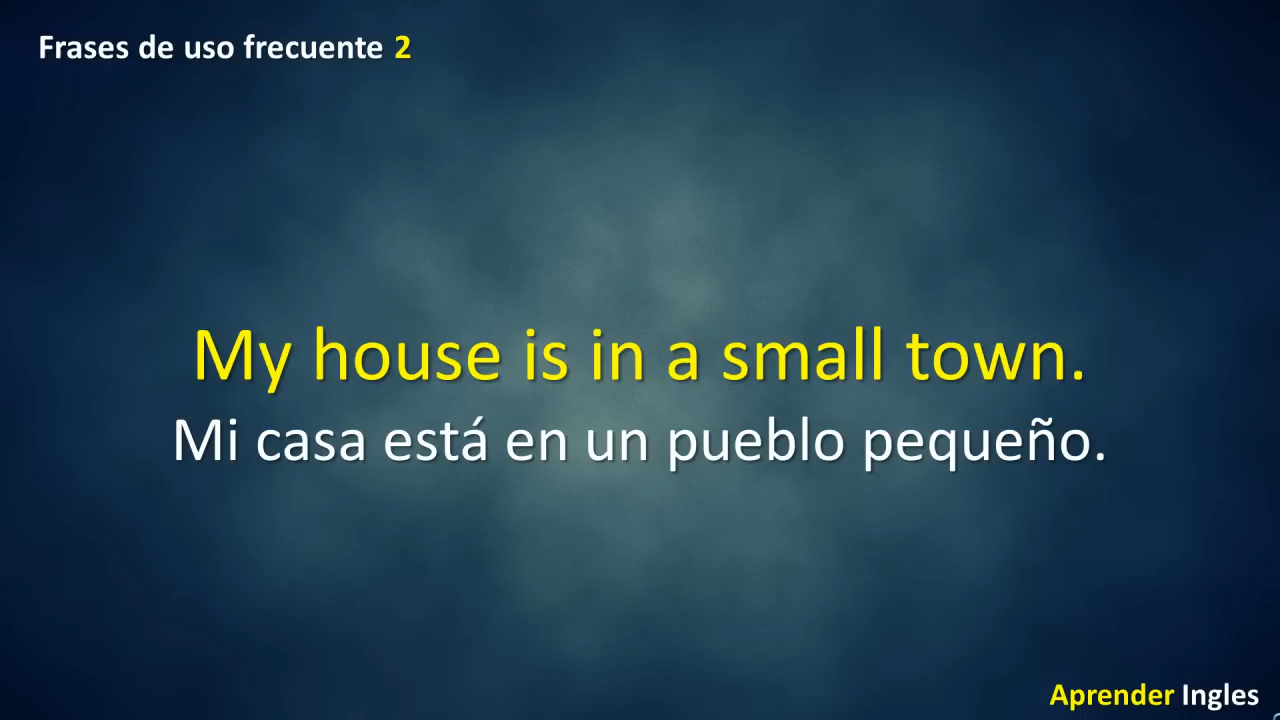 Frases de uso frecuente 2
My house is in a small town.
Mi casa está en un pueblo pequeño.
Aprender Ingles